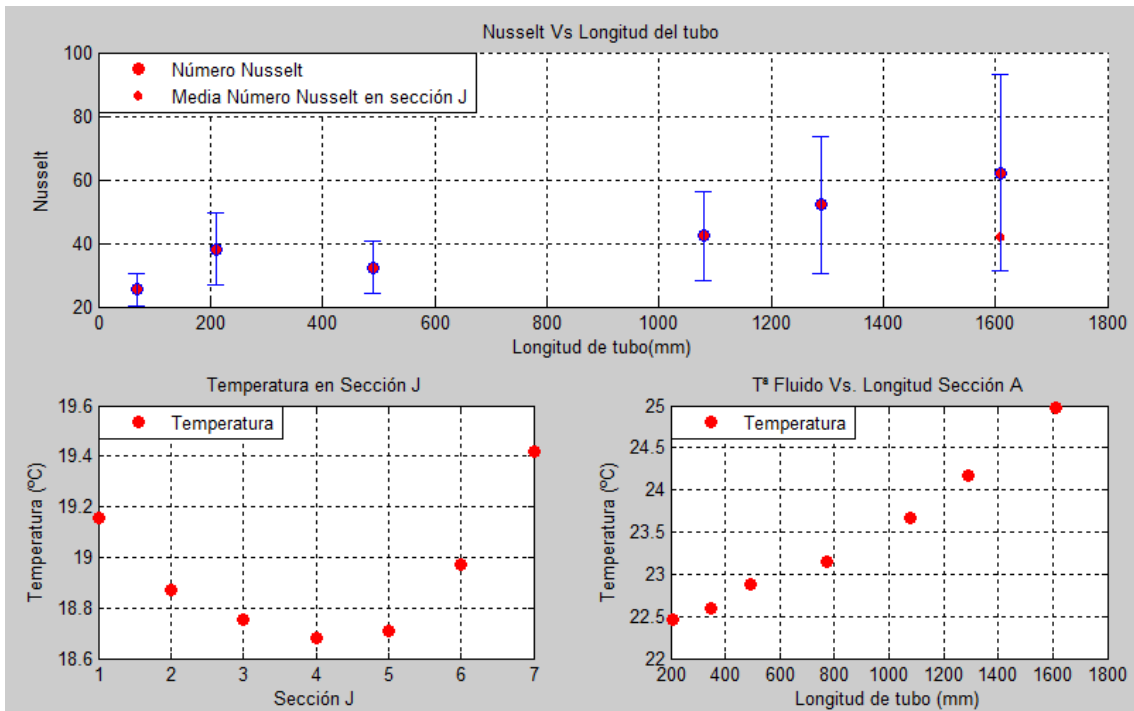 Nusselt Vs Longitud del tubo
Número Nusselt
Media Número Nusselt en sección J
Nusselt
100
80
60
40
20
0 200 400 600 800 1000 1200 1400 1600 1800
Longitud de tubo(mm)
Temperatura en Sección J
Temperatura
Temperatura (ºC)
19.6
19.4
19.2
19
18.8
18.6
1 2 3 4 5 6 7
Sección J
Tª Fluido Vs. Longitud Sección A
Temperatura
Temperatura (ºC)
25
24.5
24
23.5
23
22.5
22
200 400 600 800 1000 1200 1400 1600 1800
Longitud de tubo (mm)